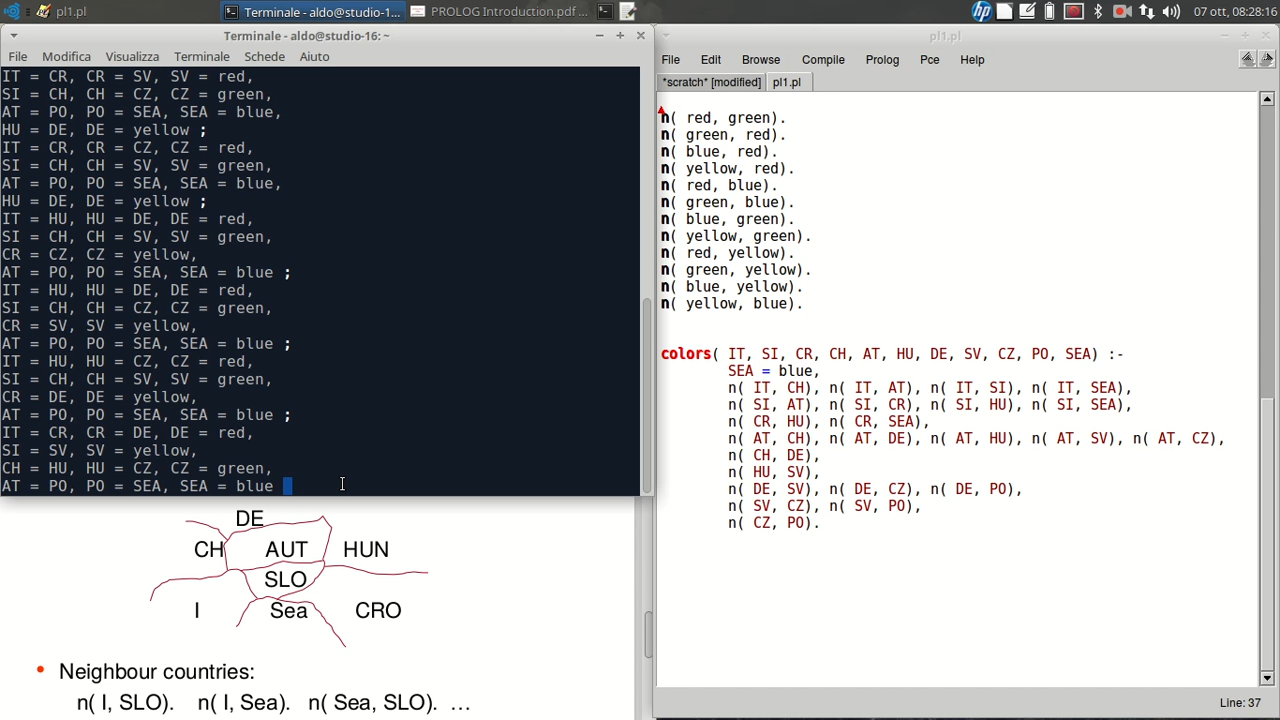 pl1.pl
Terminale - aldo@studio-1...
PROLOG Introduction.pdf ...
07 ott, 08:28:16
Terminale - aldo@studio-16: ~
File Modifica Visualizza Terminale Schede Aiuto
IT = CR, CR = SV, SV = red,
SI = CH, CH = CZ, CZ = green,
AT = PO, PO = SEA, SEA = blue,
HU = DE, DE = yellow ;
IT = CR, CR = CZ, CZ = red,
SI = CH, CH = SV, SV = green,
AT = PO, PO = SEA, SEA = blue,
HU = DE, DE = yellow ;
IT = HU, HU = DE, DE = red,
SI = CH, CH = SV, SV = green,
CR = CZ, CZ = yellow,
AT = PO, PO = SEA, SEA = blue ;
IT = HU, HU = DE, DE = red,
SI = CH, CH = CZ, CZ = green,
CR = SV, SV = yellow,
AT = PO, PO = SEA, SEA = blue ;
IT = HU, HU = CZ, CZ = red,
SI = CH, CH = SV, SV = green,
CR = DE, DE = yellow,
AT = PO, PO = SEA, SEA = blue ;
IT = CR, CR = DE, DE = red,
SI = SV, SV = yellow,
CH = HU, HU = CZ, CZ = green,
AT = PO, PO = SEA, SEA = blue
DE
CH AUT HUN
SLO
I Sea CRO
• Neighbour countries:
n( I, SLO). n( I, Sea). n( Sea, SLO). …
pl1.pl
File Edit Browse Compile Prolog Pce Help
*scratch* [modified] pl1.pl
n( red, green).
n( green, red).
n( blue, red).
n( yellow, red).
n( red, blue).
n( green, blue).
n( blue, green).
n( yellow, green).
n( red, yellow).
n( green, yellow).
n( blue, yellow).
n( yellow, blue).
colors( IT, SI, CR, CH, AT, HU, DE, SV, CZ, PO, SEA) :-
SEA = blue,
n( IT, CH), n( IT, AT), n( IT, SI), n( IT, SEA),
n( SI, AT), n( SI, CR), n( SI, HU), n( SI, SEA),
n( CR, HU), n( CR, SEA),
n( AT, CH), n( AT, DE), n( AT, HU), n( AT, SV), n( AT, CZ),
n( CH, DE),
n( HU, SV),
n( DE, SV), n( DE, CZ), n( DE, PO),
n( SV, CZ), n( SV, PO),
n( CZ, PO).
Line: 37